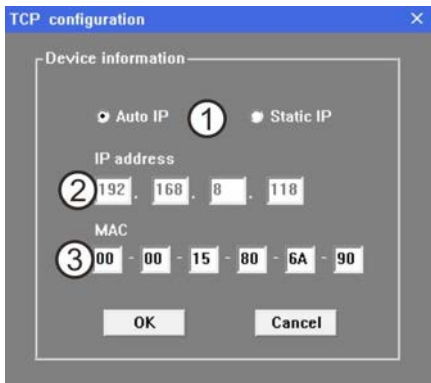 TCP configuration ×
Device information
Auto IP 1 Static IP
IP address
2 192 . 168 . 8 . 118
MAC
3 00 - 00 - 15 - 80 - 6A - 90
OK Cancel